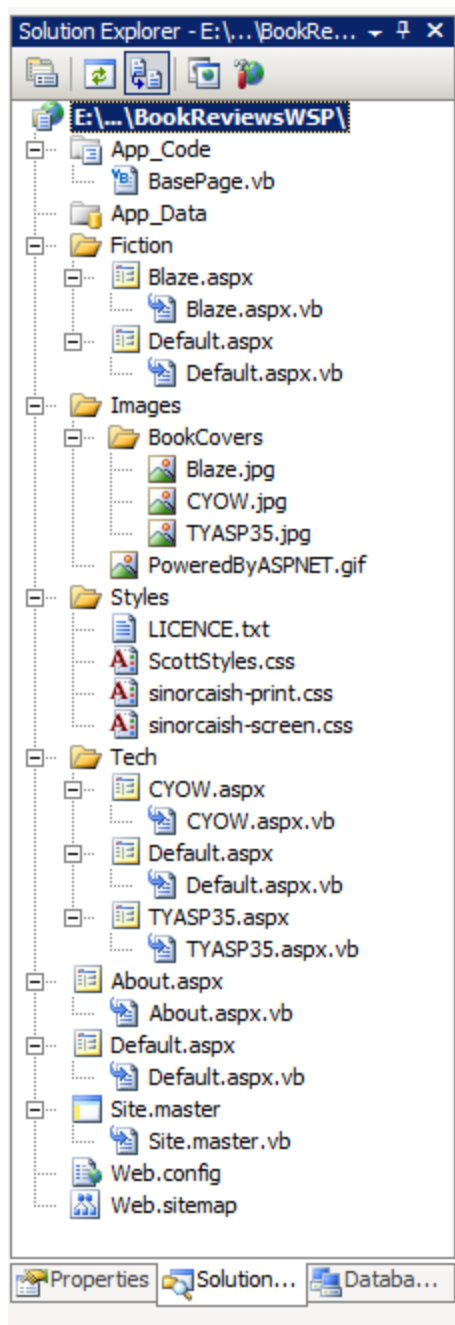 Solution Explorer - E:\...\BookRe...
E:\...\BookReviewsWSP\
App_Code
BasePage.vb
App_Data
Fiction
Blaze.aspx
Blaze.aspx.vb
Default.aspx
Default.aspx.vb
Images
BookCovers
Blaze.jpg
CYOW.jpg
TYASP35.jpg
PoweredByASPNET.gif
Styles
LICENCE.txt
ScottStyles.css
sinorcaish-print.css
sinorcaish-screen.css
Tech
CYOW.aspx
CYOW.aspx.vb
Default.aspx
Default.aspx.vb
TYASP35.aspx
TYASP35.aspx.vb
About.aspx
About.aspx.vb
Default.aspx
Default.aspx.vb
Site.master
Site.master.vb
Web.config
Web.sitemap
Properties Solution... Databa...